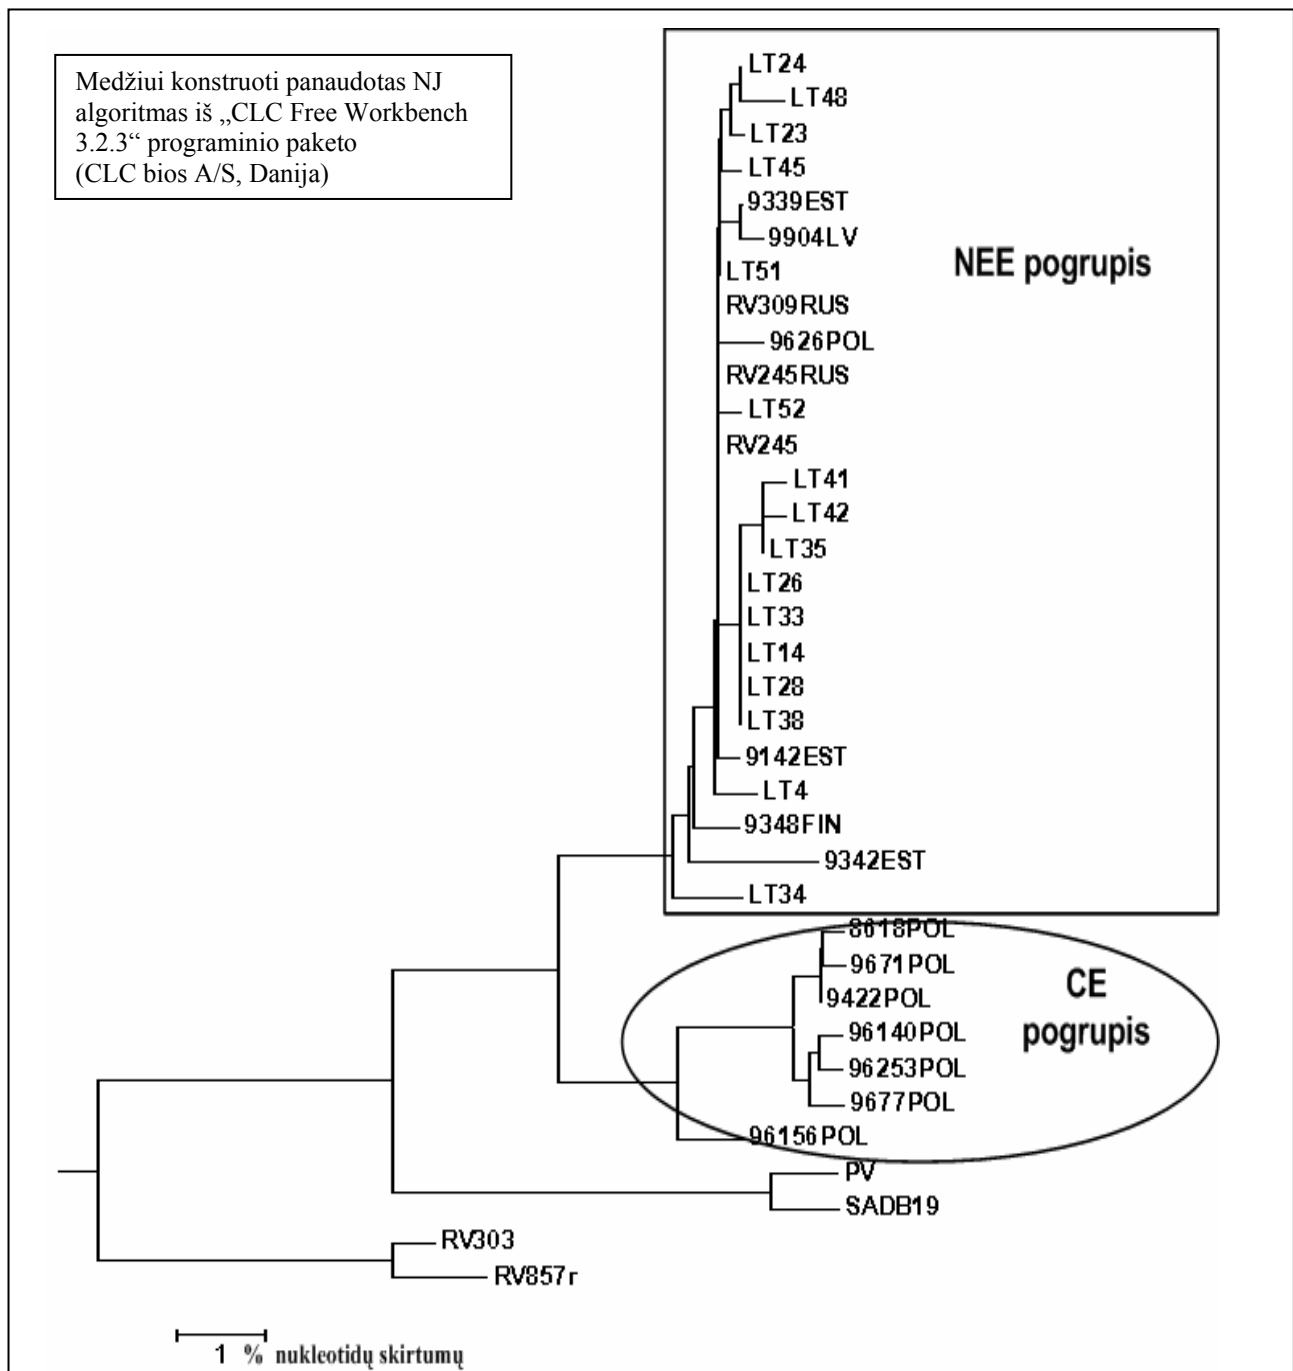 Medžiui konstruoti panaudotas NJ
algoritmas iš „CLC Free Workbench
3.2.3“ programinio paketo
(CLC bios A/S, Danija)
LT24
LT48
LT23
LT45
9339EST
9904LV
NEE pogrupis
LT51
RV309RUS
9626POL
RV245RUS
LT52
RV245
LT41
LT42
LT35
LT26
LT33
LT14
LT28
LT38
9142EST
LT4
9348FIN
9342EST
LT34
8618POL
9671POL
9422POL
CE
pogrupis
96140POL
96253POL
9677POL
96156POL
PV
SADB19
RV303
RV857r
1 % nukleotidų skirtumų